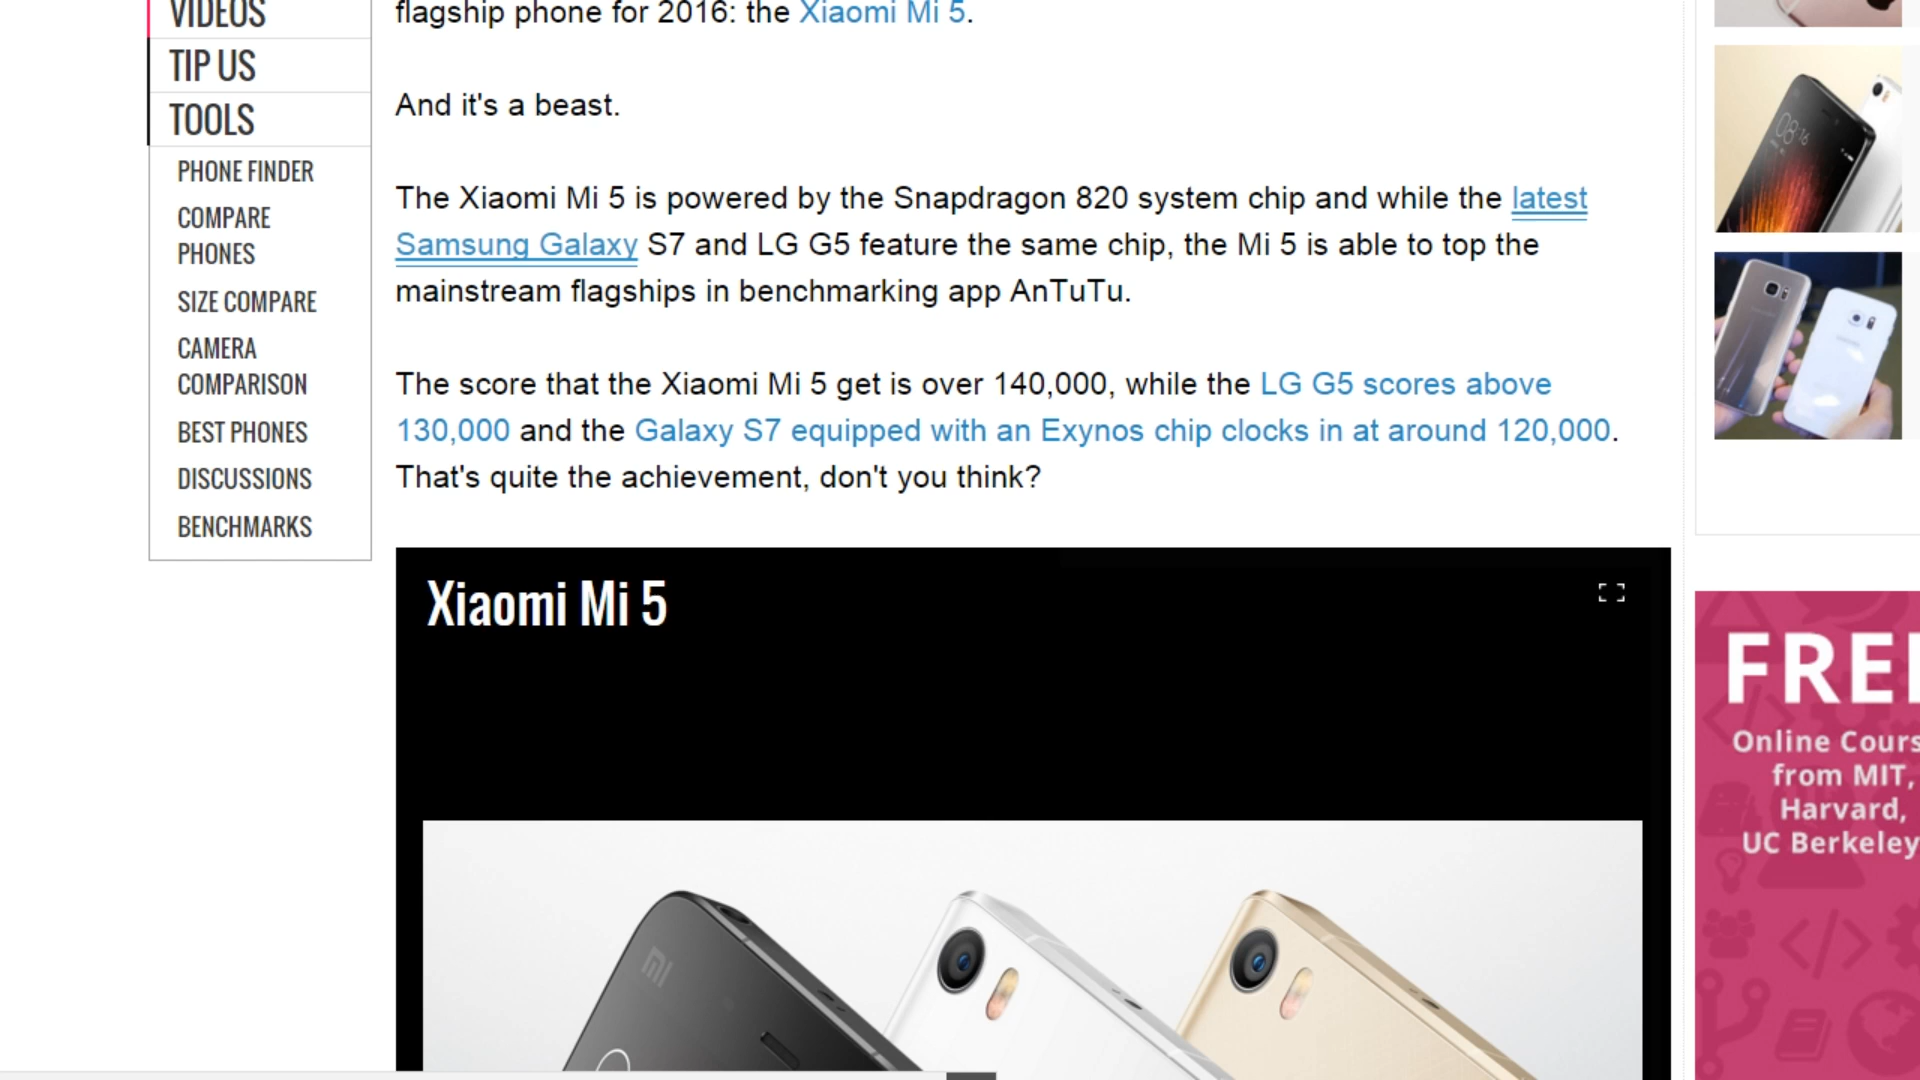 VIDEOS
TIP US
TOOLS
PHONE FINDER
COMPARE
PHONES
SIZE COMPARE
CAMERA
COMPARISON
BEST PHONES
DISCUSSIONS
BENCHMARKS
flagship phone for 2016: the Xiaomi Mi 5.
And it's a beast.
The Xiaomi Mi 5 is powered by the Snapdragon 820 system chip and while the latest
Samsung Galaxy S7 and LG G5 feature the same chip, the Mi 5 is able to top the
mainstream flagships in benchmarking app AnTuTu.
The score that the Xiaomi Mi 5 get is over 140,000, while the LG G5 scores above
130,000 and the Galaxy S7 equipped with an Exynos chip clocks in at around 120,000.
That's quite the achievement, don't you think?
Xiaomi Mi 5
08:16
FRE
Online Cours
from MIT,
Harvard,
UC Berkeley